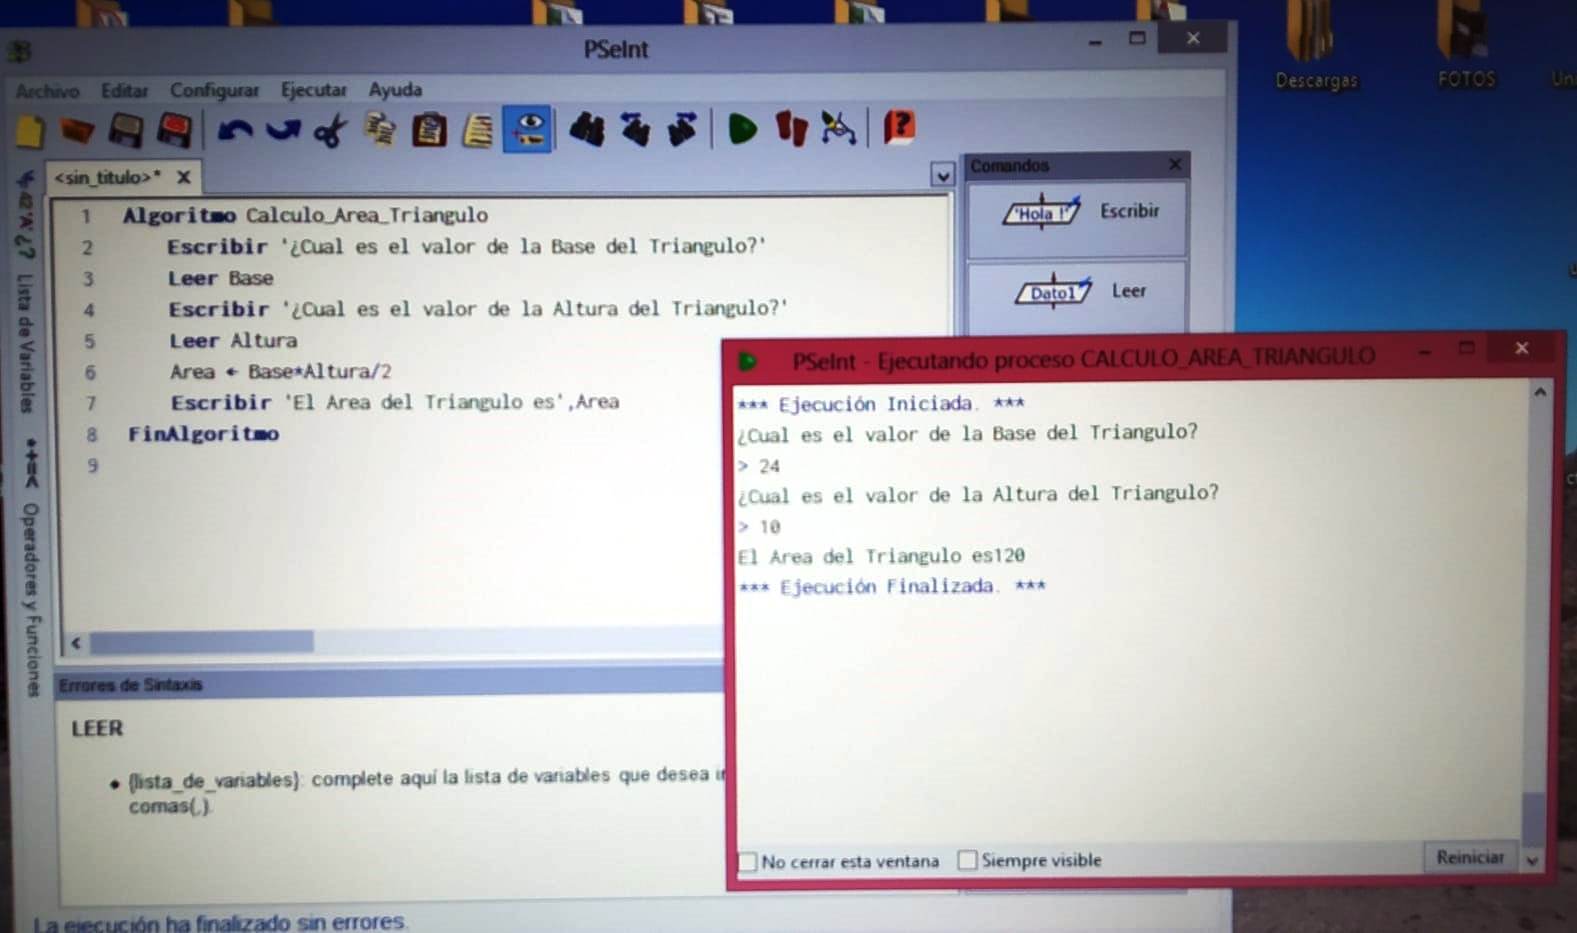 PSeInt
Archivo Editar Configurar Ejecutar Ayuda
<sin_titulo>* X
1 Algoritmo Calculo_Area_Triangulo
2 Escribir '¿Cual es el valor de la Base del Triangulo?'
3 Leer Base
4 Escribir '¿Cual es el valor de la Altura del Triangulo?'
5 Leer Altura
6 Area ← Base*Altura/2
7 Escribir 'El Area del Triangulo es',Area
8 FinAlgoritmo
9
Lista de Variables
Operadores y Funciones
Comandos
'Hola !' Escribir
Dato1 Leer
Errores de Sintaxis
LEER
• {lista_de_variables}: complete aquí la lista de variables que desea
comas(,).
La ejecución ha finalizado sin errores.
PSeInt - Ejecutando proceso CALCULO_AREA_TRIANGULO
*** Ejecución Iniciada. ***
¿Cual es el valor de la Base del Triangulo?
> 24
¿Cual es el valor de la Altura del Triangulo?
> 10
El Area del Triangulo es120
*** Ejecución Finalizada. ***
No cerrar esta ventana Siempre visible Reiniciar
Descargas
FOTOS